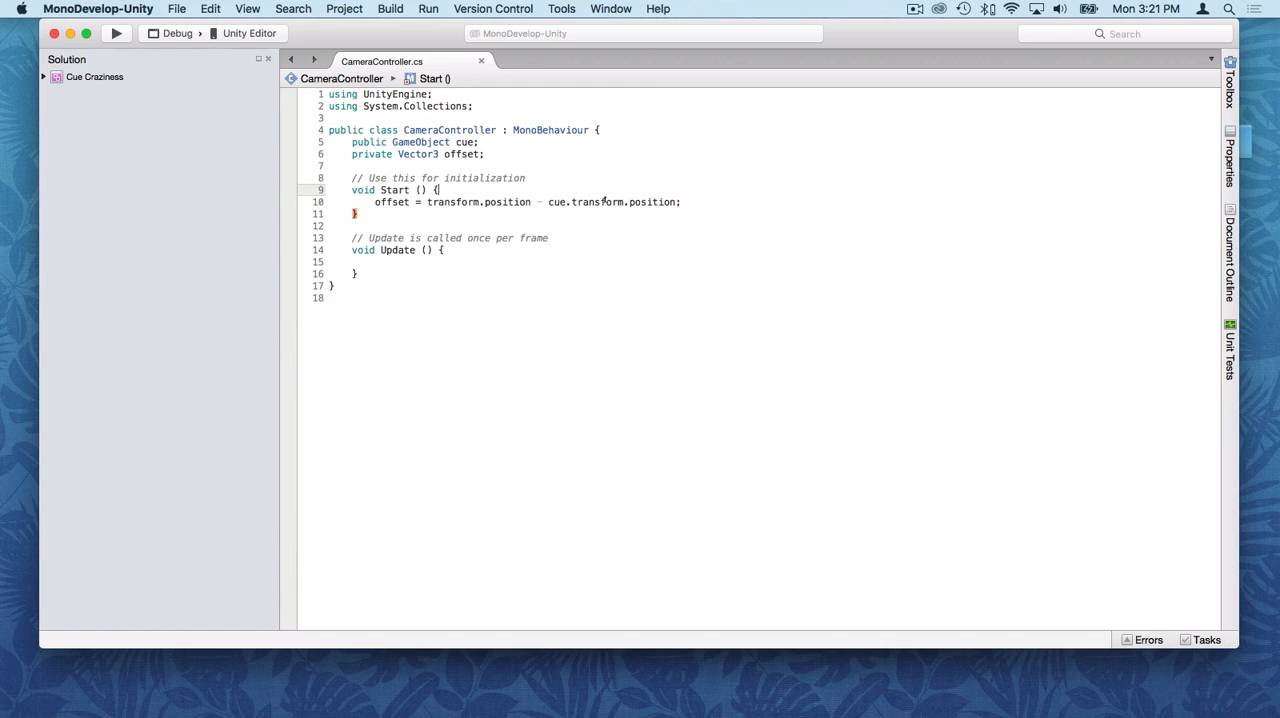 MonoDevelop-Unity File Edit View Search Project Build Run Version Control Tools Window Help Mon 3:21 PM
Debug › Unity Editor MonoDevelop-Unity Search
Solution
Cue Craziness
CameraController.cs
CameraController Start ()
1 using UnityEngine;
2 using System.Collections;
3
4 public class CameraController : MonoBehaviour {
5 public GameObject cue;
6 private Vector3 offset;
7
8 // Use this for initialization
9 void Start () {
10 offset = transform.position - cue.transform.position;
11 }
12
13 // Update is called once per frame
14 void Update () {
15
16 }
17 }
18
Toolbox
Properties
Document Outline
Unit Tests
Errors Tasks